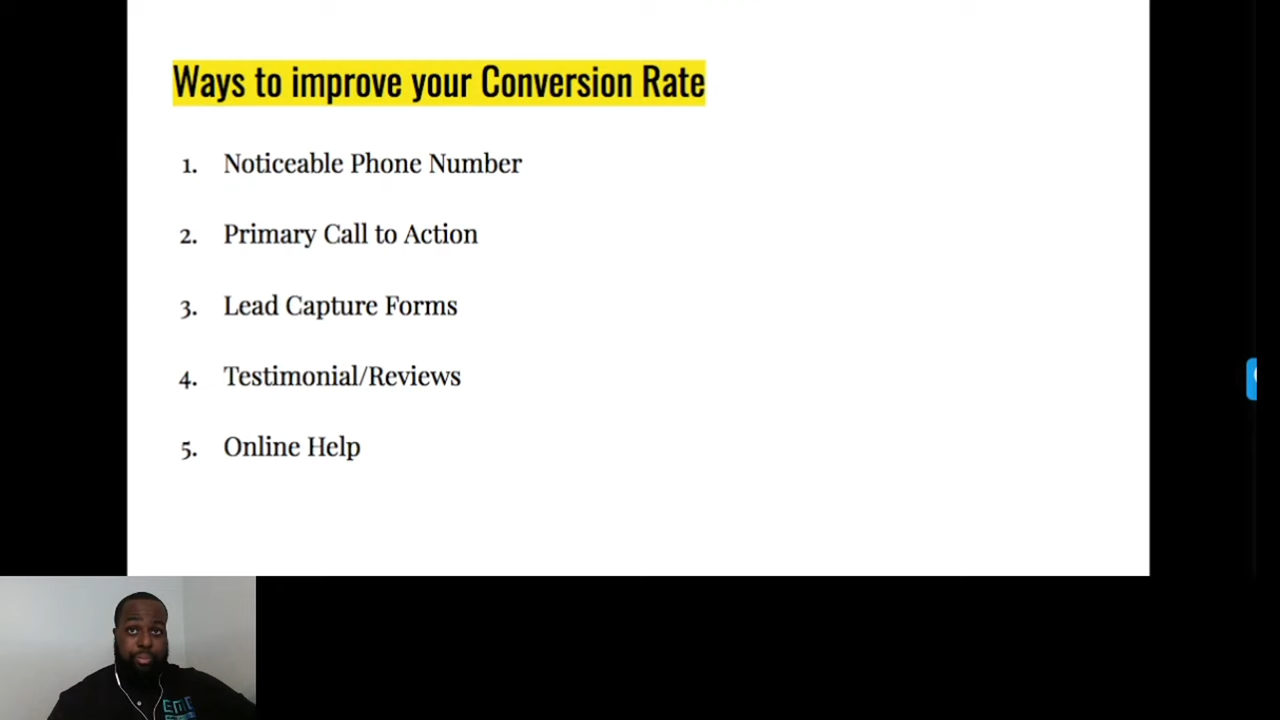 Ways to improve your Conversion Rate
1. Noticeable Phone Number
2. Primary Call to Action
3. Lead Capture Forms
4. Testimonial/Reviews
5. Online Help